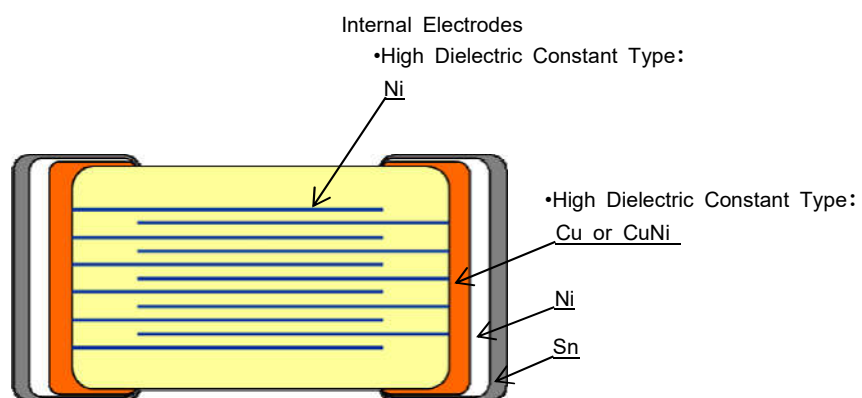 Internal Electrodes
•High Dielectric Constant Type:
Ni
•High Dielectric Constant Type:
Cu or CuNi
Ni
Sn